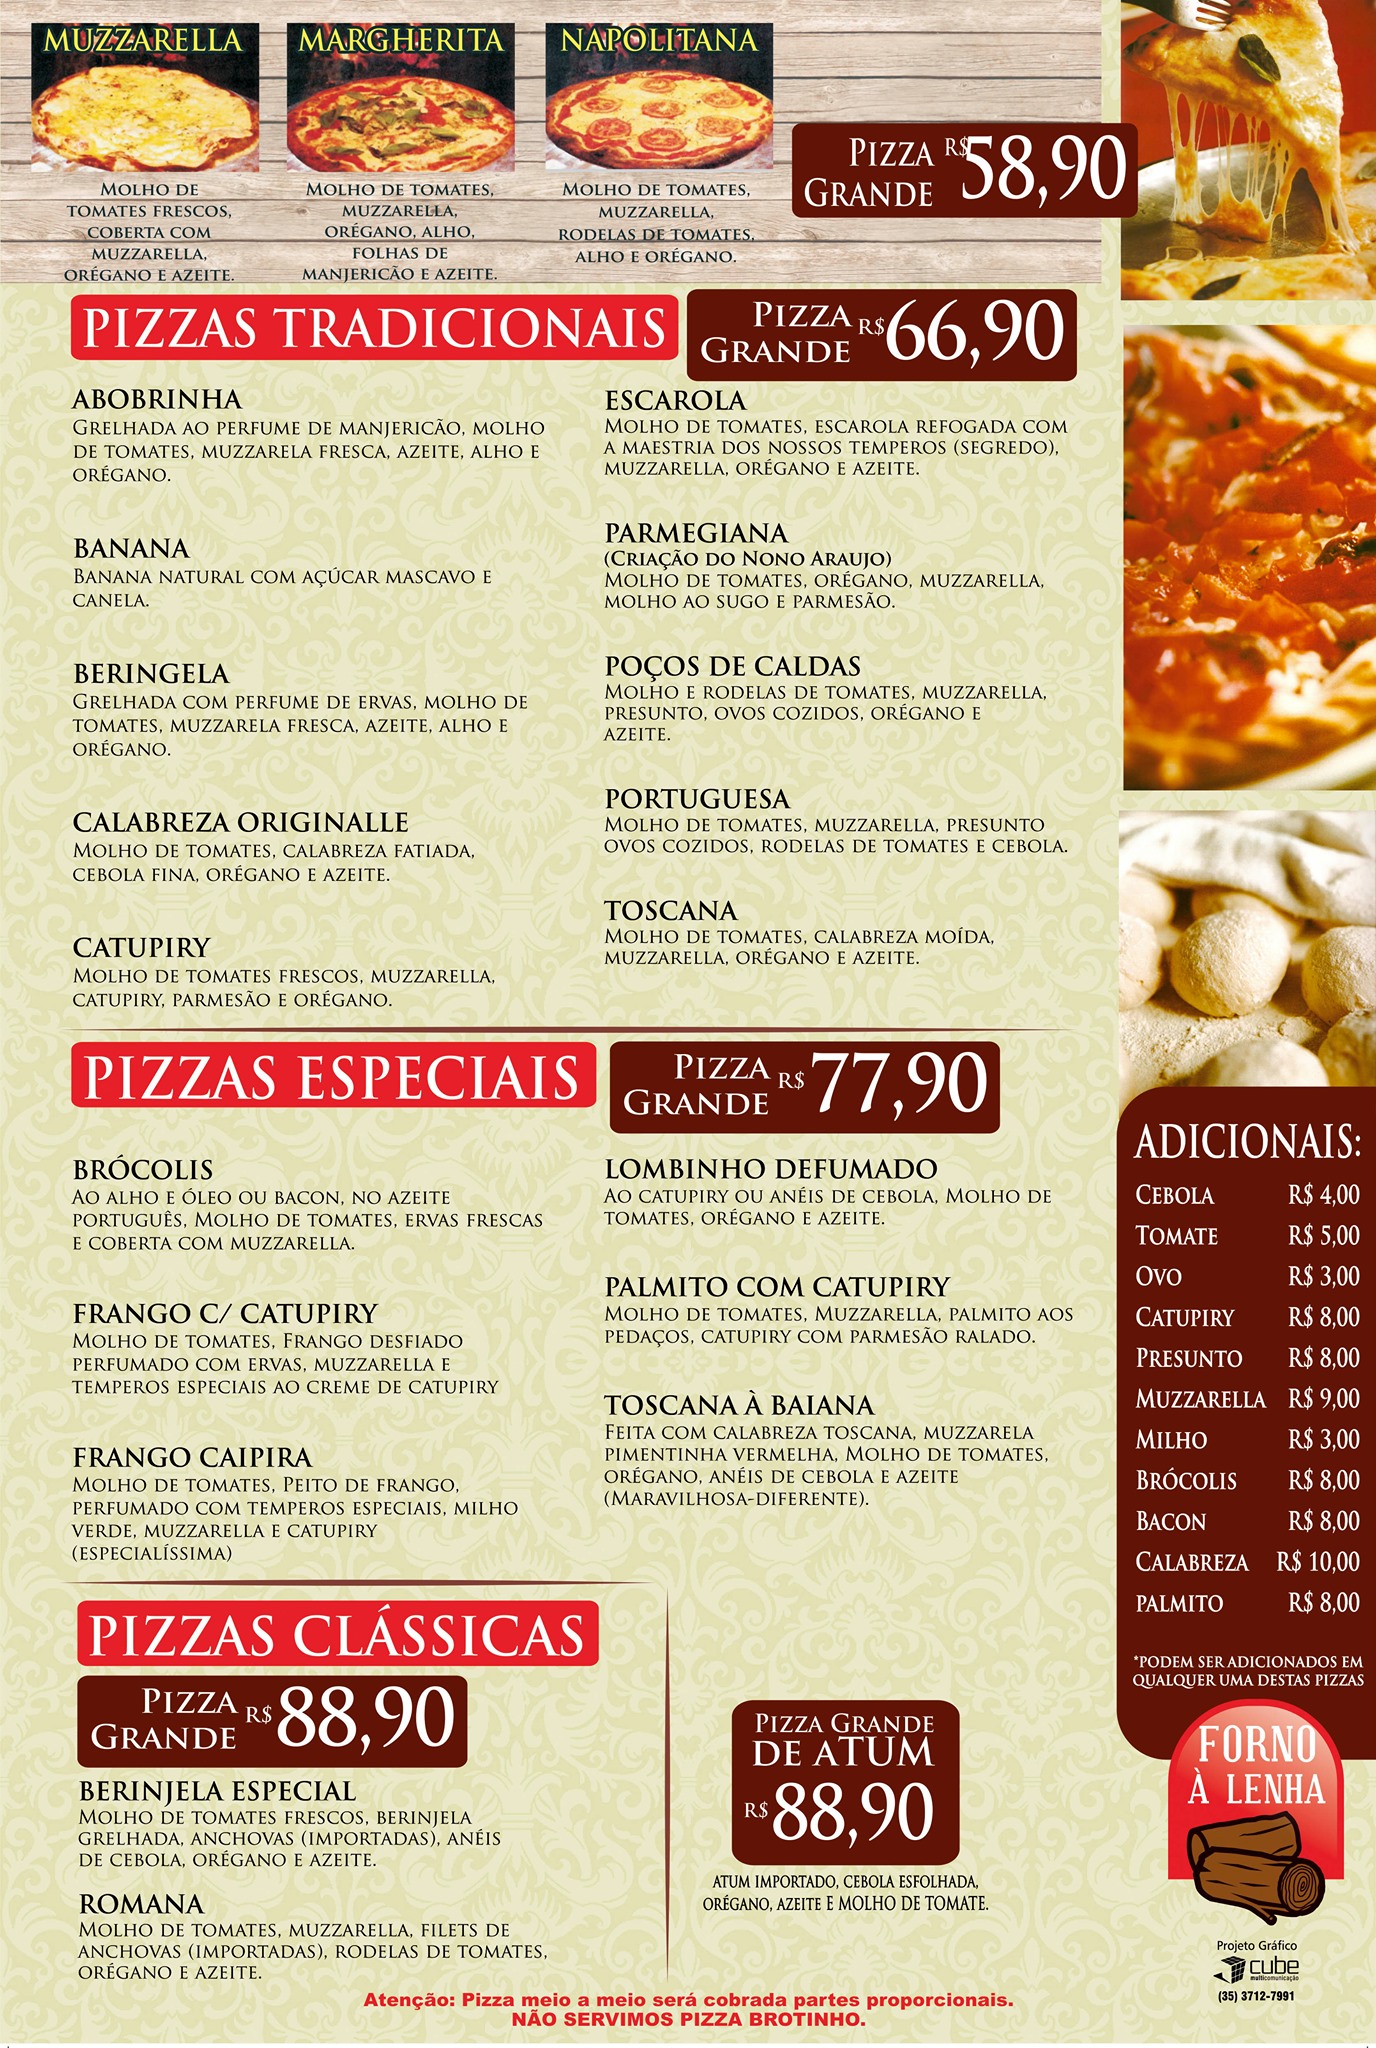 MUZZARELLA
MOLHO DE
TOMATES FRESCOS,
COBERTA COM
MUZZARELLA,
ORÉGANO E AZEITE.
MARGHERITA
MOLHO DE TOMATES,
MUZZARELLA,
ORÉGANO, ALHO,
FOLHAS DE
MANJERICÃO E AZEITE.
NAPOLITANA
MOLHO DE TOMATES,
MUZZARELLA,
RODELAS DE TOMATES,
ALHO E ORÉGANO.
PIZZA
GRANDE
R$58,90
PIZZAS TRADICIONAIS
PIZZA
GRANDE
R$66,90
ABOBRINHA
GRELHADA AO PERFUME DE MANJERICÃO, MOLHO
DE TOMATES, MUZZARELA FRESCA, AZEITE, ALHO E
ORÉGANO.
BANANA
BANANA NATURAL COM AÇÚCAR MASCAVO E
CANELA.
BERINGELA
GRELHADA COM PERFUME DE ERVAS, MOLHO DE
TOMATES, MUZZARELA FRESCA, AZEITE, ALHO E
ORÉGANO.
CALABREZA ORIGINALLE
MOLHO DE TOMATES, CALABREZA FATIADA,
CEBOLA FINA, ORÉGANO E AZEITE.
CATUPIRY
MOLHO DE TOMATES FRESCOS, MUZZARELLA,
CATUPIRY, PARMESÃO E ORÉGANO.
ESCAROLA
MOLHO DE TOMATES, ESCAROLA REFOGADA COM
A MAESTRIA DOS NOSSOS TEMPEROS (SEGREDO),
MUZZARELLA, ORÉGANO E AZEITE.
PARMEGIANA
(CRIAÇÃO DO NONO ARAUJO)
MOLHO DE TOMATES, ORÉGANO, MUZZARELLA,
MOLHO AO SUGO E PARMESÃO.
POÇOS DE CALDAS
MOLHO E RODELAS DE TOMATES, MUZZARELLA,
PRESUNTO, OVOS COZIDOS, ORÉGANO E
AZEITE.
PORTUGUESA
MOLHO DE TOMATES, MUZZARELLA, PRESUNTO
OVOS COZIDOS, RODELAS DE TOMATES E CEBOLA.
TOSCANA
MOLHO DE TOMATES, CALABREZA MOÍDA,
MUZZARELLA, ORÉGANO E AZEITE.
PIZZAS ESPECIAIS
PIZZA
GRANDE
R$77,90
BRÓCOLIS
AO ALHO E ÓLEO OU BACON, NO AZEITE
PORTUGUÊS, MOLHO DE TOMATES, ERVAS FRESCAS
E COBERTA COM MUZZARELLA.
FRANGO C/ CATUPIRY
MOLHO DE TOMATES, FRANGO DESFIADO
PERFUMADO COM ERVAS, MUZZARELLA E
TEMPEROS ESPECIAIS AO CREME DE CATUPIRY
FRANGO CAIPIRA
MOLHO DE TOMATES, PEITO DE FRANGO,
PERFUMADO COM TEMPEROS ESPECIAIS, MILHO
VERDE, MUZZARELLA E CATUPIRY
(ESPECIALÍSSIMA)
LOMBINHO DEFUMADO
AO CATUPIRY OU ANÉIS DE CEBOLA, MOLHO DE
TOMATES, ORÉGANO E AZEITE.
PALMITO COM CATUPIRY
MOLHO DE TOMATES, MUZZARELLA, PALMITO AOS
PEDAÇOS, CATUPIRY COM PARMESÃO RALADO.
TOSCANA À BAIANA
FEITA COM CALABREZA TOSCANA, MUZZARELA
PIMENTINHA VERMELHA, MOLHO DE TOMATES,
ORÉGANO, ANÉIS DE CEBOLA E AZEITE
(MARAVILHOSA-DIFERENTE).
PIZZAS CLÁSSICAS
PIZZA
GRANDE
R$88,90
BERINJELA ESPECIAL
MOLHO DE TOMATES FRESCOS, BERINJELA
GRELHADA, ANCHOVAS (IMPORTADAS), ANÉIS
DE CEBOLA, ORÉGANO E AZEITE.
ROMANA
MOLHO DE TOMATES, MUZZARELLA, FILETS DE
ANCHOVAS (IMPORTADAS), RODELAS DE TOMATES,
ORÉGANO E AZEITE.
PIZZA GRANDE
DE ATUM
R$88,90
ATUM IMPORTADO, CEBOLA ESFOLHADA,
ORÉGANO, AZEITE E MOLHO DE TOMATE.
ADICIONAIS:
CEBOLA R$ 4,00
TOMATE R$ 5,00
OVO R$ 3,00
CATUPIRY R$ 8,00
PRESUNTO R$ 8,00
MUZZARELLA R$ 9,00
MILHO R$ 3,00
BRÓCOLIS R$ 8,00
BACON R$ 8,00
CALABREZA R$ 10,00
PALMITO R$ 8,00
*PODEM SER ADICIONADOS EM
QUALQUER UMA DESTAS PIZZAS
FORNO
À LENHA
Projeto Gráfico
cube
multicomunicação
(35) 3712-7991
Atenção: Pizza meio a meio será cobrada partes proporcionais.
NÃO SERVIMOS PIZZA BROTINHO.